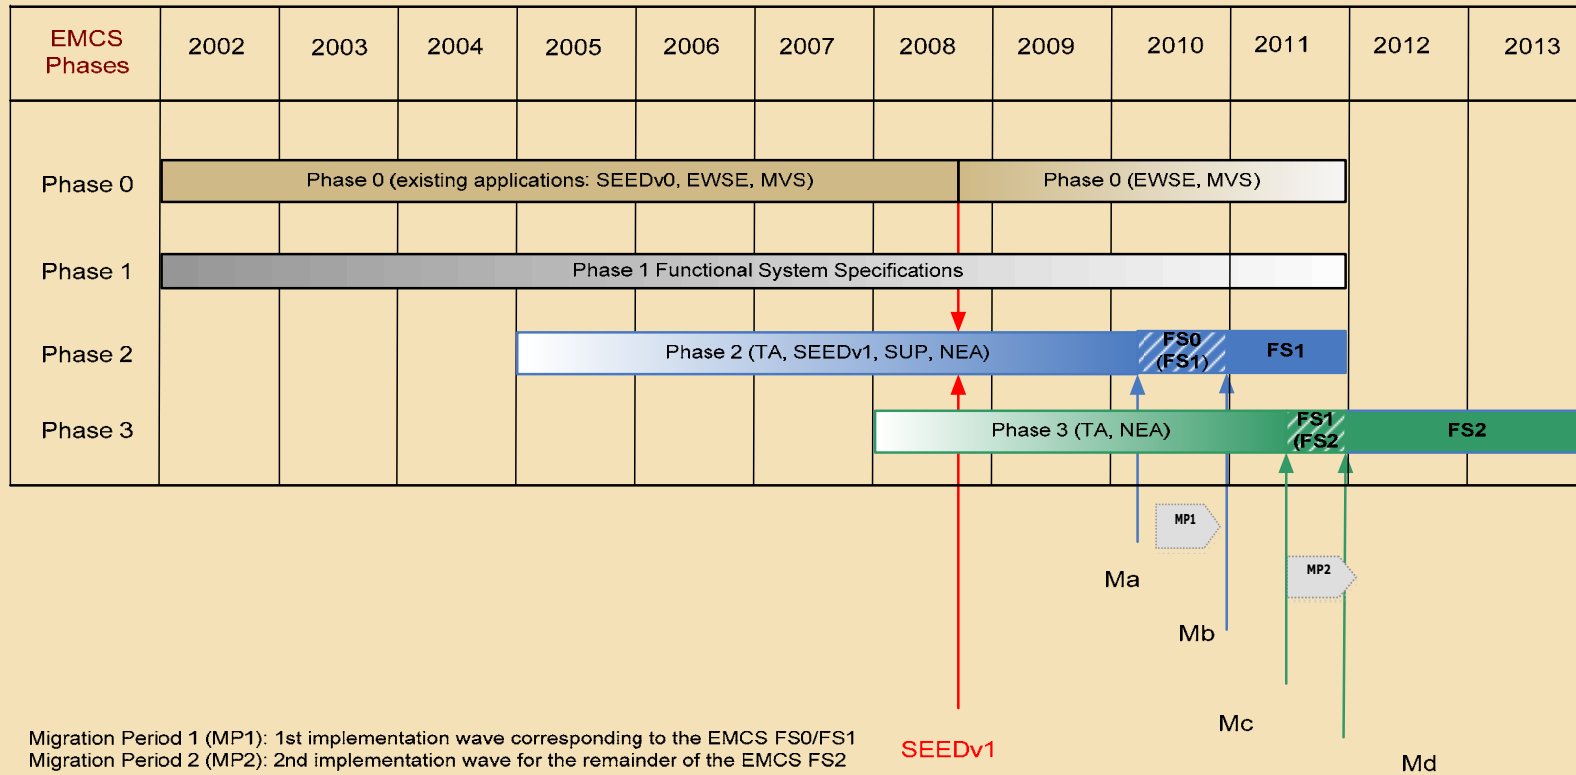 EMCS
Phases
2002
2003
2004
2005
2006
2007
2008
2009
2010
2011
2012
2013
Phase 0
Phase 0 (existing applications: SEEDv0, EWSE, MVS)
Phase 0 (EWSE, MVS)
Phase 1
Phase 1 Functional System Specifications
Phase 2
Phase 2 (TA, SEEDv1, SUP, NEA)
FS0
(FS1)
FS1
Phase 3
Phase 3 (TA, NEA)
FS1
(FS2
FS2
MP1
MP2
Ma
Mb
Mc
Md
SEEDv1
Migration Period 1 (MP1): 1st implementation wave corresponding to the EMCS FS0/FS1
Migration Period 2 (MP2): 2nd implementation wave for the remainder of the EMCS FS2